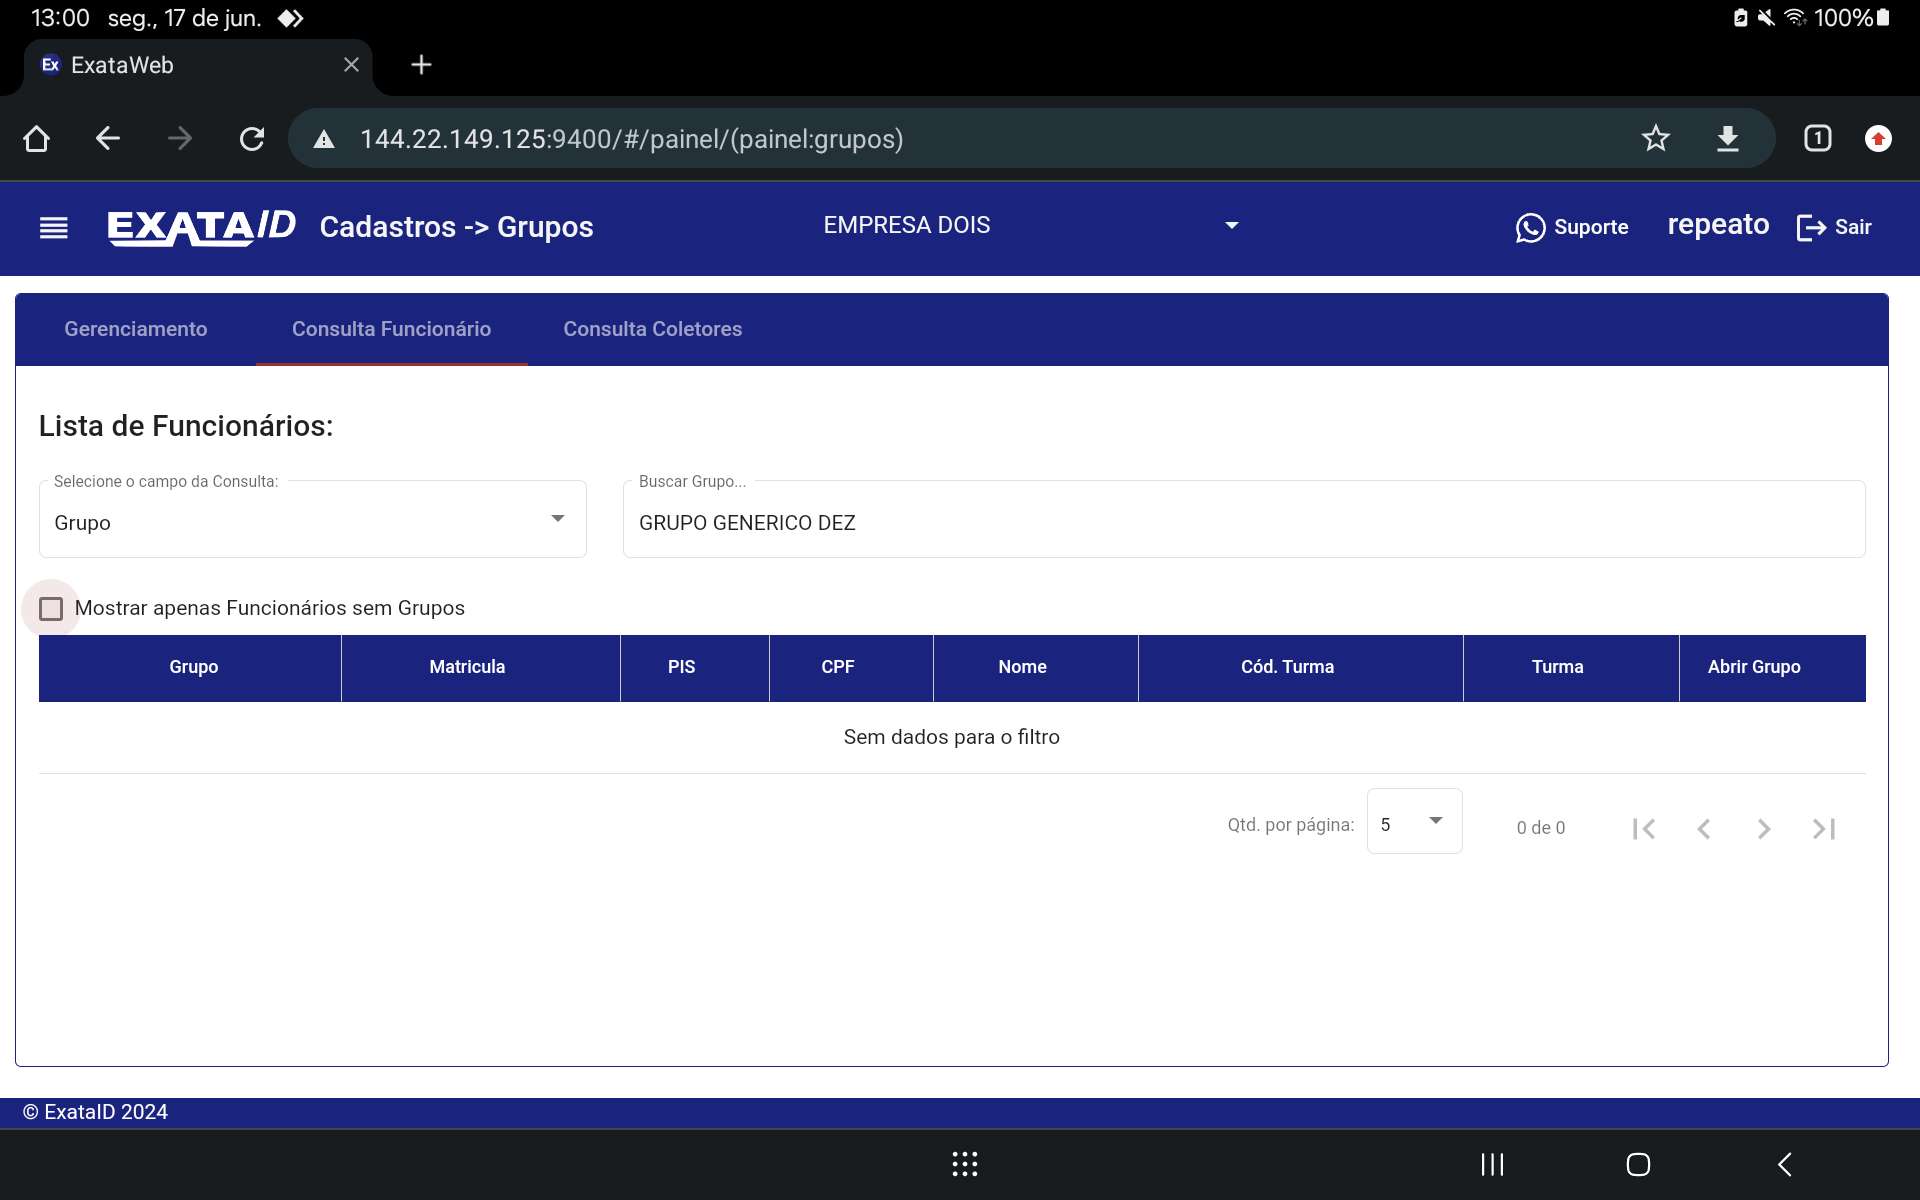 13:00 seg., 17 de jun. 100%
Ex ExataWeb
144.22.149.125:9400/#/painel/(painel:grupos) 1
EXATA ID Cadastros -> Grupos EMPRESA DOIS Suporte repeato Sair
Gerenciamento Consulta Funcionário Consulta Coletores
Lista de Funcionários:
Selecione o campo da Consulta: Buscar Grupo...
Grupo GRUPO GENERICO DEZ
Mostrar apenas Funcionários sem Grupos
Grupo Matricula PIS CPF Nome Cód. Turma Turma Abrir Grupo
Sem dados para o filtro
Qtd. por página: 5 0 de 0
© ExataID 2024